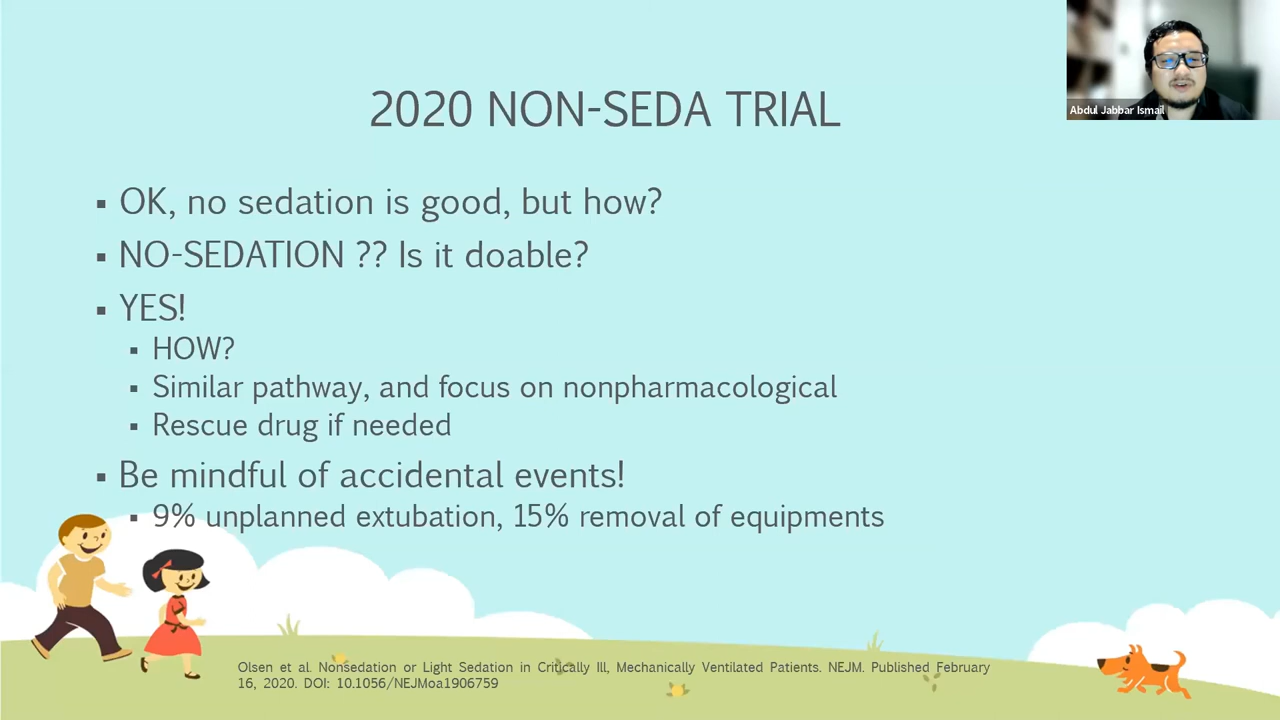 Abdul Jabbar Ismail
2020 NON-SEDA TRIAL
▪ OK, no sedation is good, but how?
▪ NO-SEDATION ?? Is it doable?
▪ YES!
▪ HOW?
▪ Similar pathway, and focus on nonpharmacological
▪ Rescue drug if needed
▪ Be mindful of accidental events!
▪ 9% unplanned extubation, 15% removal of equipments
Olsen et al. Nonsedation or Light Sedation in Critically Ill, Mechanically Ventilated Patients. NEJM. Published February
16, 2020. DOI: 10.1056/NEJMoa1906759